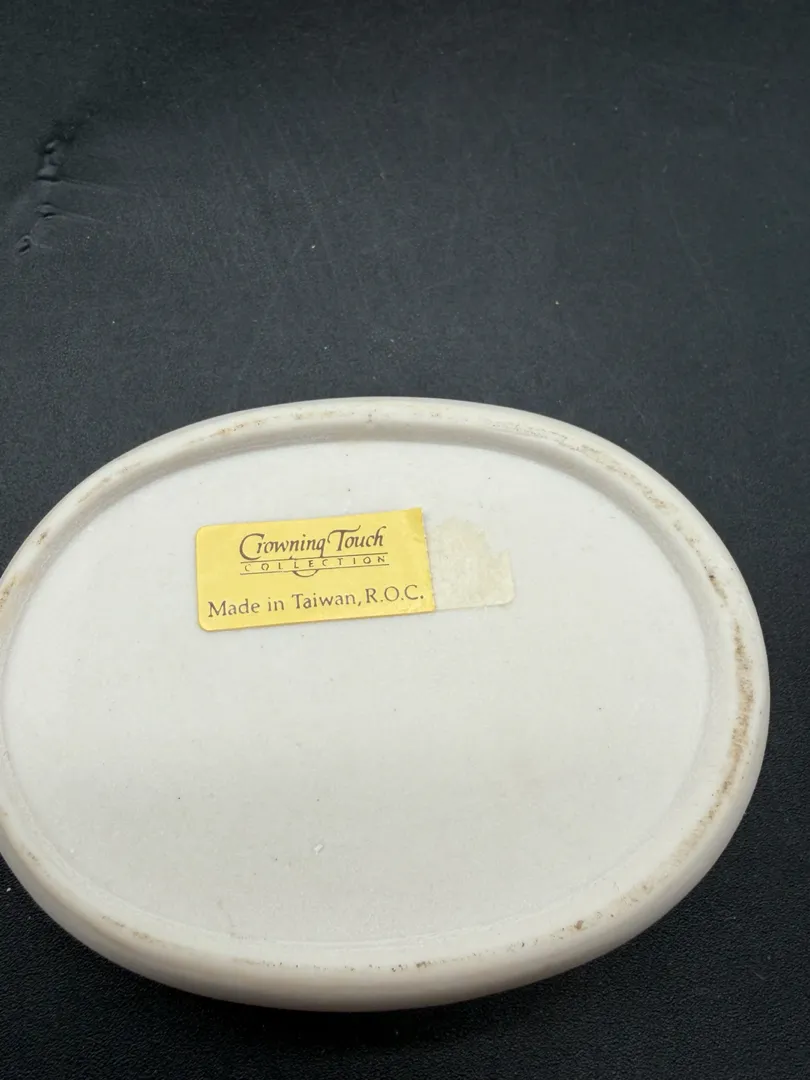 Crowning Touch
COLLECTION
Made in Taiwan, R.O.C.